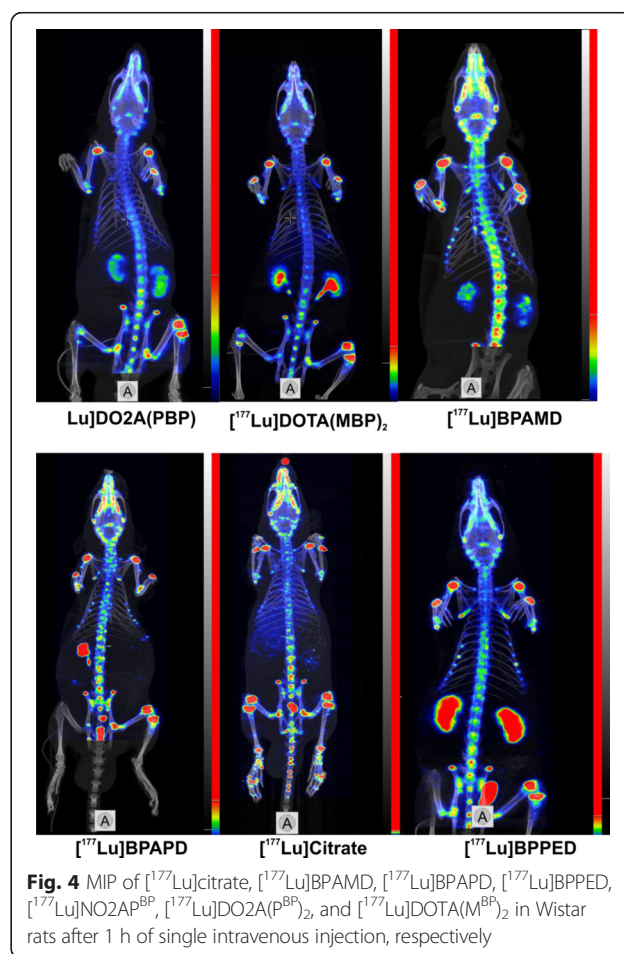 A A A
Lu]DO2A(PBP) [¹⁷⁷Lu]DOTA(MBP)₂ [¹⁷⁷Lu]BPAMD
A A A
[¹⁷⁷Lu]BPAPD [¹⁷⁷Lu]Citrate [¹⁷⁷Lu]BPPED
Fig. 4 MIP of [¹⁷⁷Lu]citrate, [¹⁷⁷Lu]BPAMD, [¹⁷⁷Lu]BPAPD, [¹⁷⁷Lu]BPPED,
[¹⁷⁷Lu]NO2APᴮᴾ, [¹⁷⁷Lu]DO2A(Pᴮᴾ)₂, and [¹⁷⁷Lu]DOTA(Mᴮᴾ)₂ in Wistar
rats after 1 h of single intravenous injection, respectively